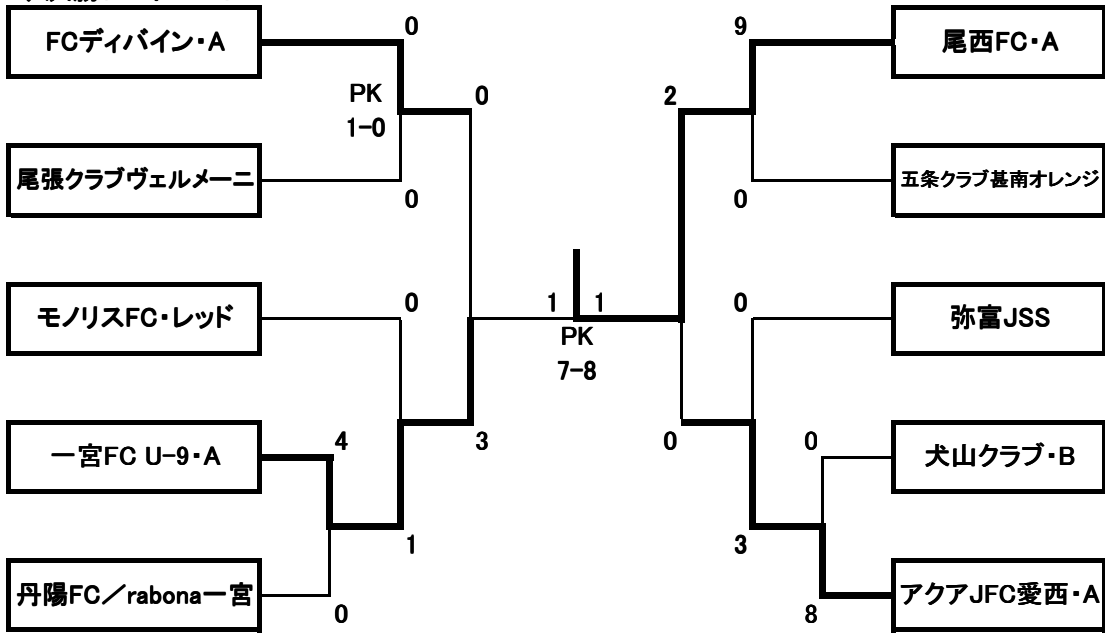 0 9
FCディバイン・A 尾西FC・A
PK 0 2
1-0
尾張クラブヴェルメーニ 五条クラブ甚南オレンジ
0 0
0 1 1 0
モノリスFC・レッド 弥富JSS
PK
7-8
4 3 0 0
一宮FC U-9・A 犬山クラブ・B
1 3
丹陽FC／rabona一宮 アクアJFC愛西・A
0 8